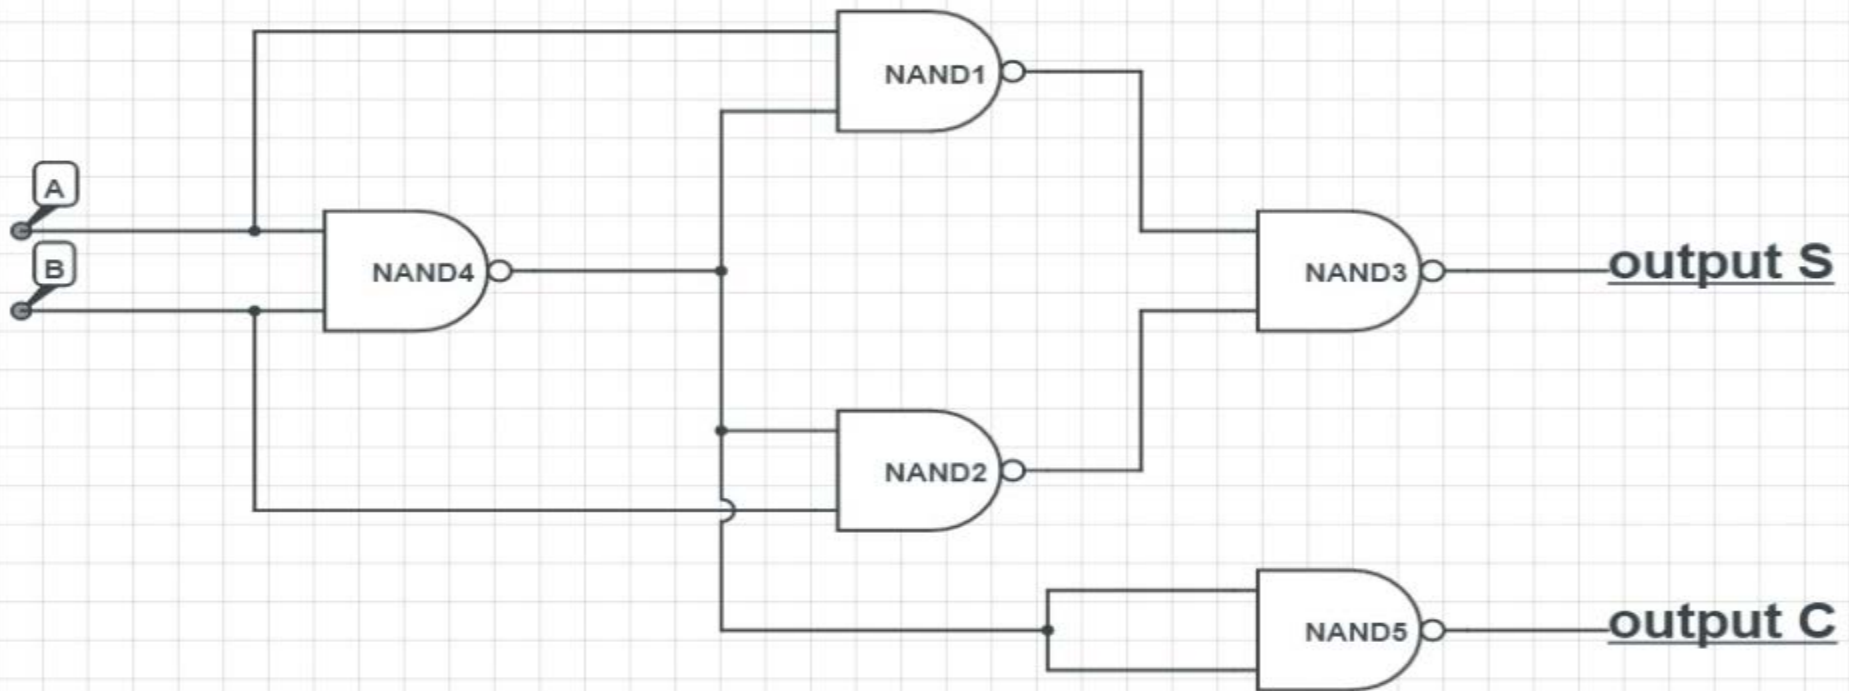 NAND1
A
B
NAND4
NAND3
output S
NAND2
NAND5
output C